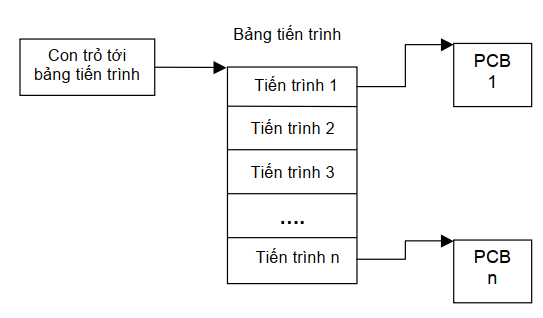 Bảng tiến trình
Con trỏ tới
bảng tiến trình
Tiến trình 1
Tiến trình 2
Tiến trình 3
....
Tiến trình n
PCB
1
PCB
n